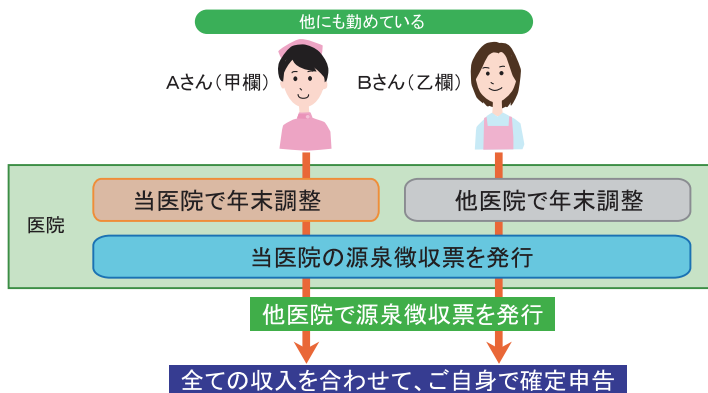 他にも勤めている
Aさん(甲欄)
Bさん(乙欄)
当医院で年末調整
他医院で年末調整
医院
当医院の源泉徴収票を発行
他医院で源泉徴収票を発行
全ての収入を合わせて、ご自身で確定申告